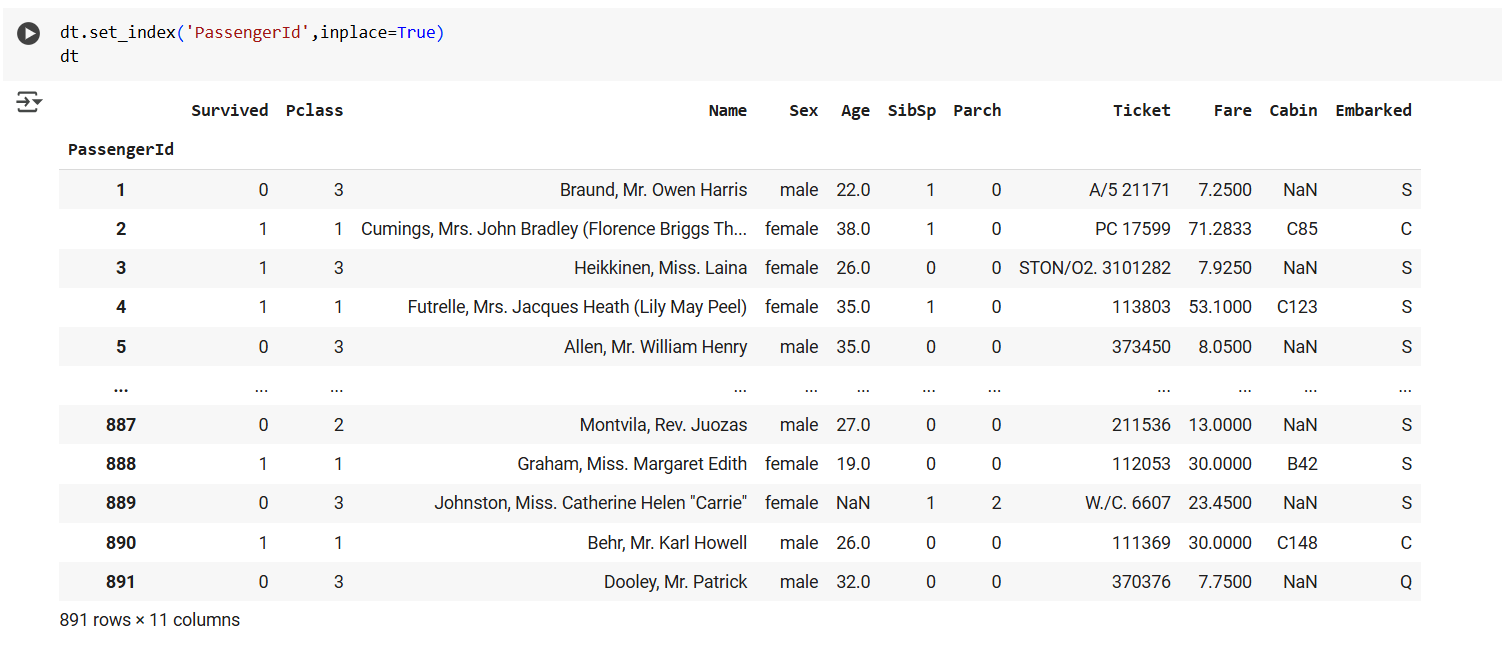 dt.set_index('PassengerId',inplace=True)
dt
Survived Pclass Name Sex Age SibSp Parch Ticket Fare Cabin Embarked
PassengerId
1 0 3 Braund, Mr. Owen Harris male 22.0 1 0 A/5 21171 7.2500 NaN S
2 1 1 Cumings, Mrs. John Bradley (Florence Briggs Th... female 38.0 1 0 PC 17599 71.2833 C85 C
3 1 3 Heikkinen, Miss. Laina female 26.0 0 0 STON/O2. 3101282 7.9250 NaN S
4 1 1 Futrelle, Mrs. Jacques Heath (Lily May Peel) female 35.0 1 0 113803 53.1000 C123 S
5 0 3 Allen, Mr. William Henry male 35.0 0 0 373450 8.0500 NaN S
... ... ... ... ... ... ... ... ... ... ... ...
887 0 2 Montvila, Rev. Juozas male 27.0 0 0 211536 13.0000 NaN S
888 1 1 Graham, Miss. Margaret Edith female 19.0 0 0 112053 30.0000 B42 S
889 0 3 Johnston, Miss. Catherine Helen "Carrie" female NaN 1 2 W./C. 6607 23.4500 NaN S
890 1 1 Behr, Mr. Karl Howell male 26.0 0 0 111369 30.0000 C148 C
891 0 3 Dooley, Mr. Patrick male 32.0 0 0 370376 7.7500 NaN Q
891 rows × 11 columns